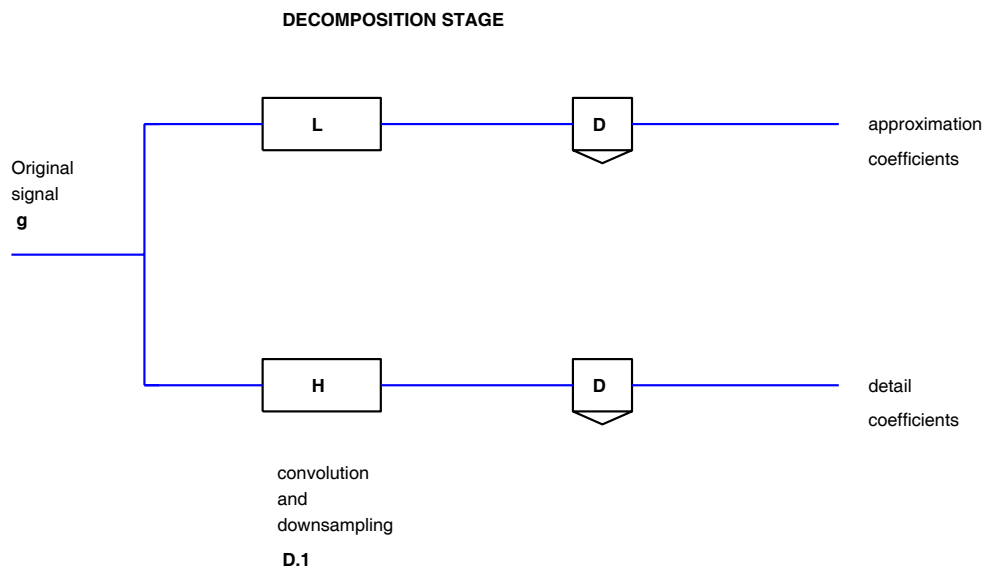 DECOMPOSITION STAGE
L
D
approximation
coefficients
Original
signal
g
H
D
detail
coefficients
convolution
and
downsampling
D.1